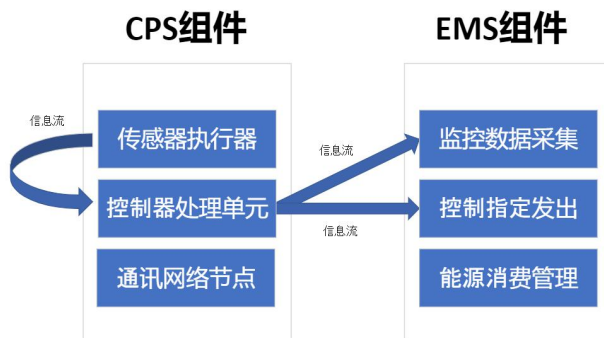 CPS组件
EMS组件
信息流
传感器执行器
控制器处理单元
通讯网络节点
信息流
信息流
监控数据采集
控制指定发出
能源消费管理